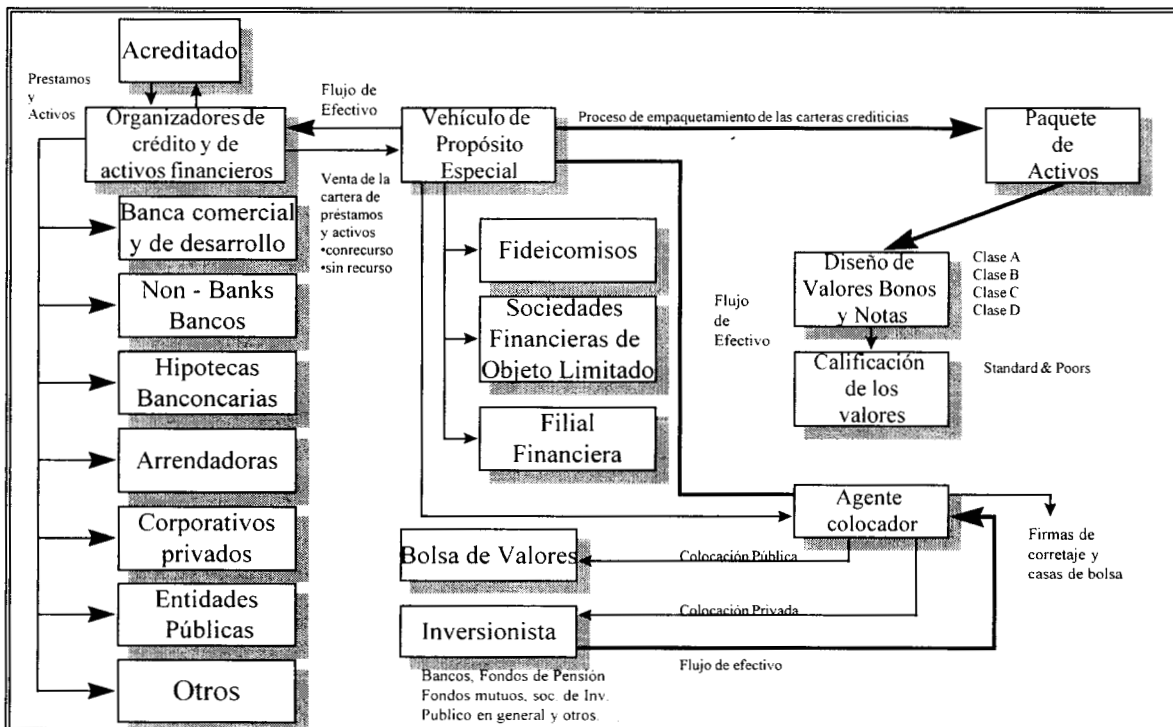 Acreditado
Prestamos
y
Activos
Organizadores de
crédito y de
activos financieros
Flujo de
Efectivo
Vehículo de
Propósito
Especial
Proceso de empaquetamiento de las carteras crediticias
Paquete
de
Activos
Venta de la
cartera de
préstamos
y activos
•conrecurso
•sin recurso
Banca comercial
y de desarrollo
Non - Banks
Bancos
Hipotecas
Banconcarias
Arrendadoras
Corporativos
privados
Entidades
Públicas
Otros
Fideicomisos
Sociedades
Financieras de
Objeto Limitado
Filial
Financiera
Flujo
de
Efectivo
Diseño de
Valores Bonos
y Notas
Clase A
Clase B
Clase C
Clase D
Calificación
de los
valores
Standard & Poors
Agente
colocador
Firmas de
corretaje y
casas de bolsa
Bolsa de Valores
Colocación Pública
Colocación Privada
Inversionista
Flujo de efectivo
Bancos, Fondos de Pensión
Fondos mutuos, soc. de Inv.
Publico en general y otros.